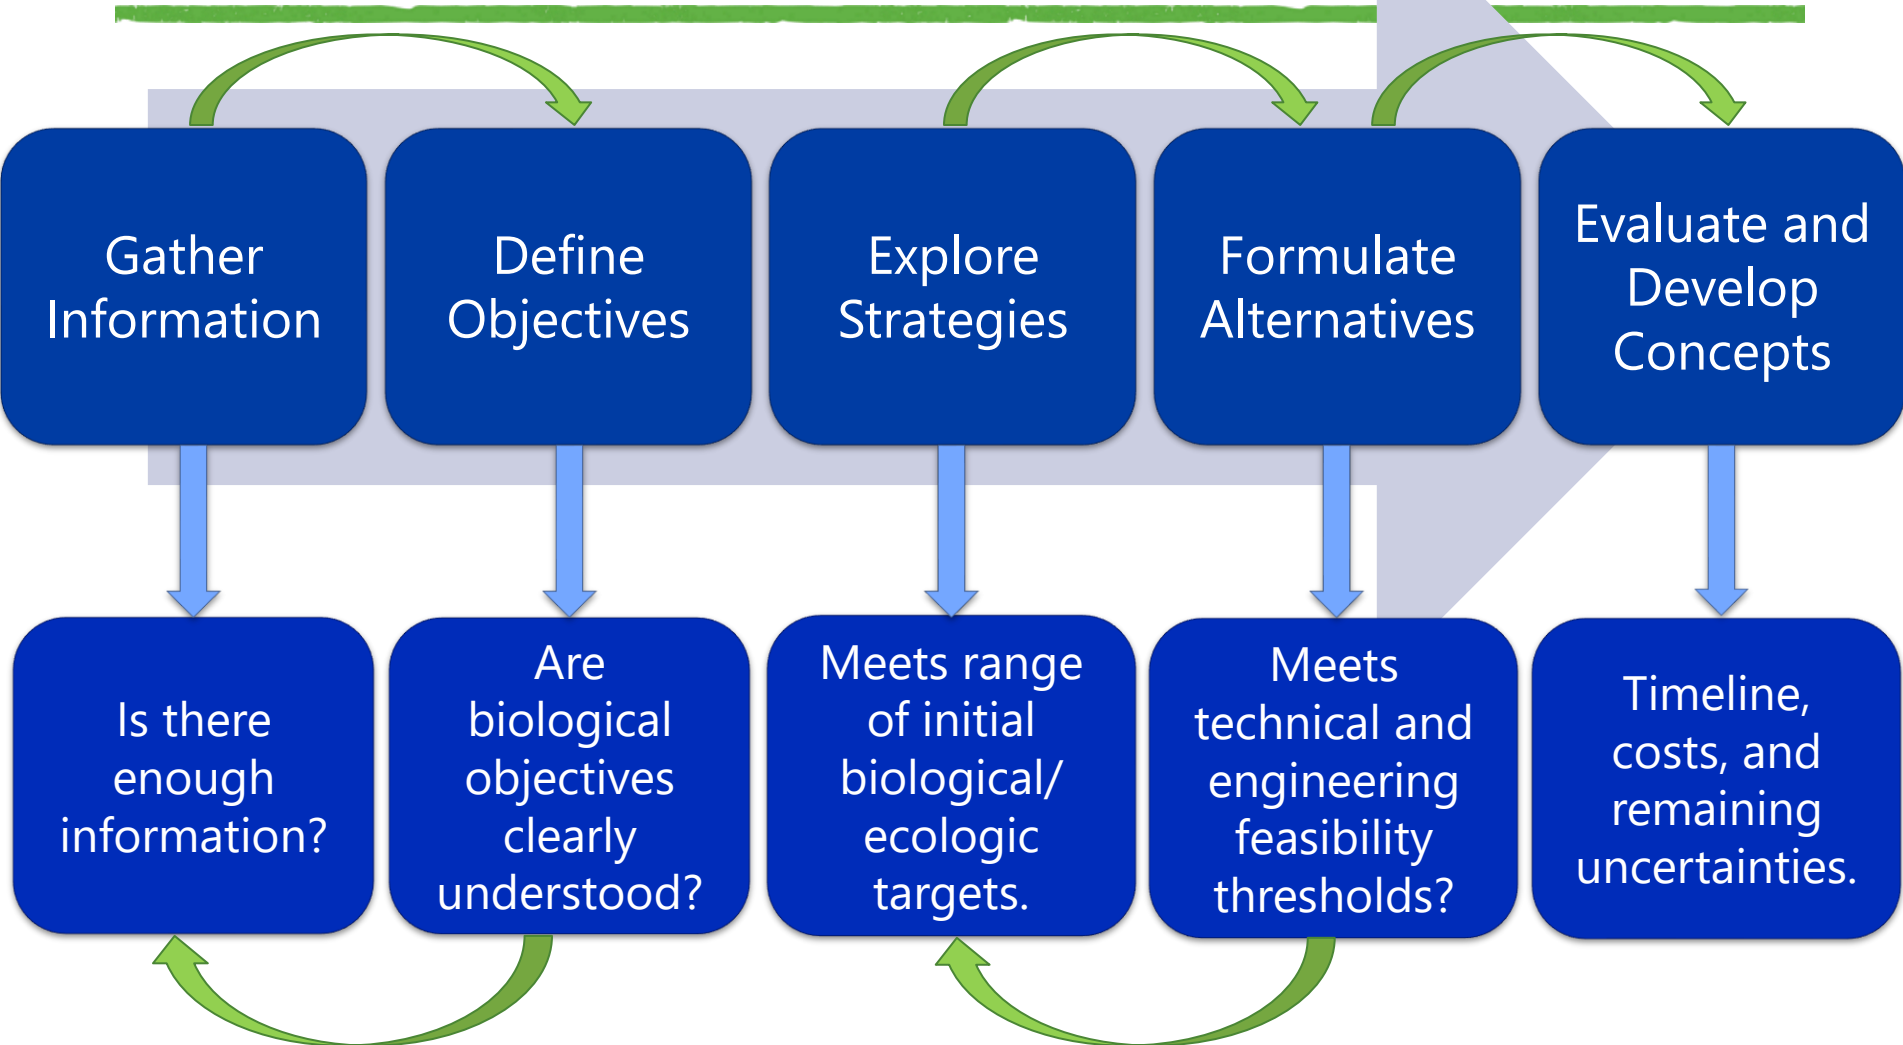 Gather
Information
Define
Objectives
Explore
Strategies
Formulate
Alternatives
Evaluate and
Develop
Concepts
Is there
enough
information?
Are
biological
objectives
clearly
understood?
Meets range
of initial
biological/
ecologic
targets.
Meets
technical and
engineering
feasibility
thresholds?
Timeline,
costs, and
remaining
uncertainties.